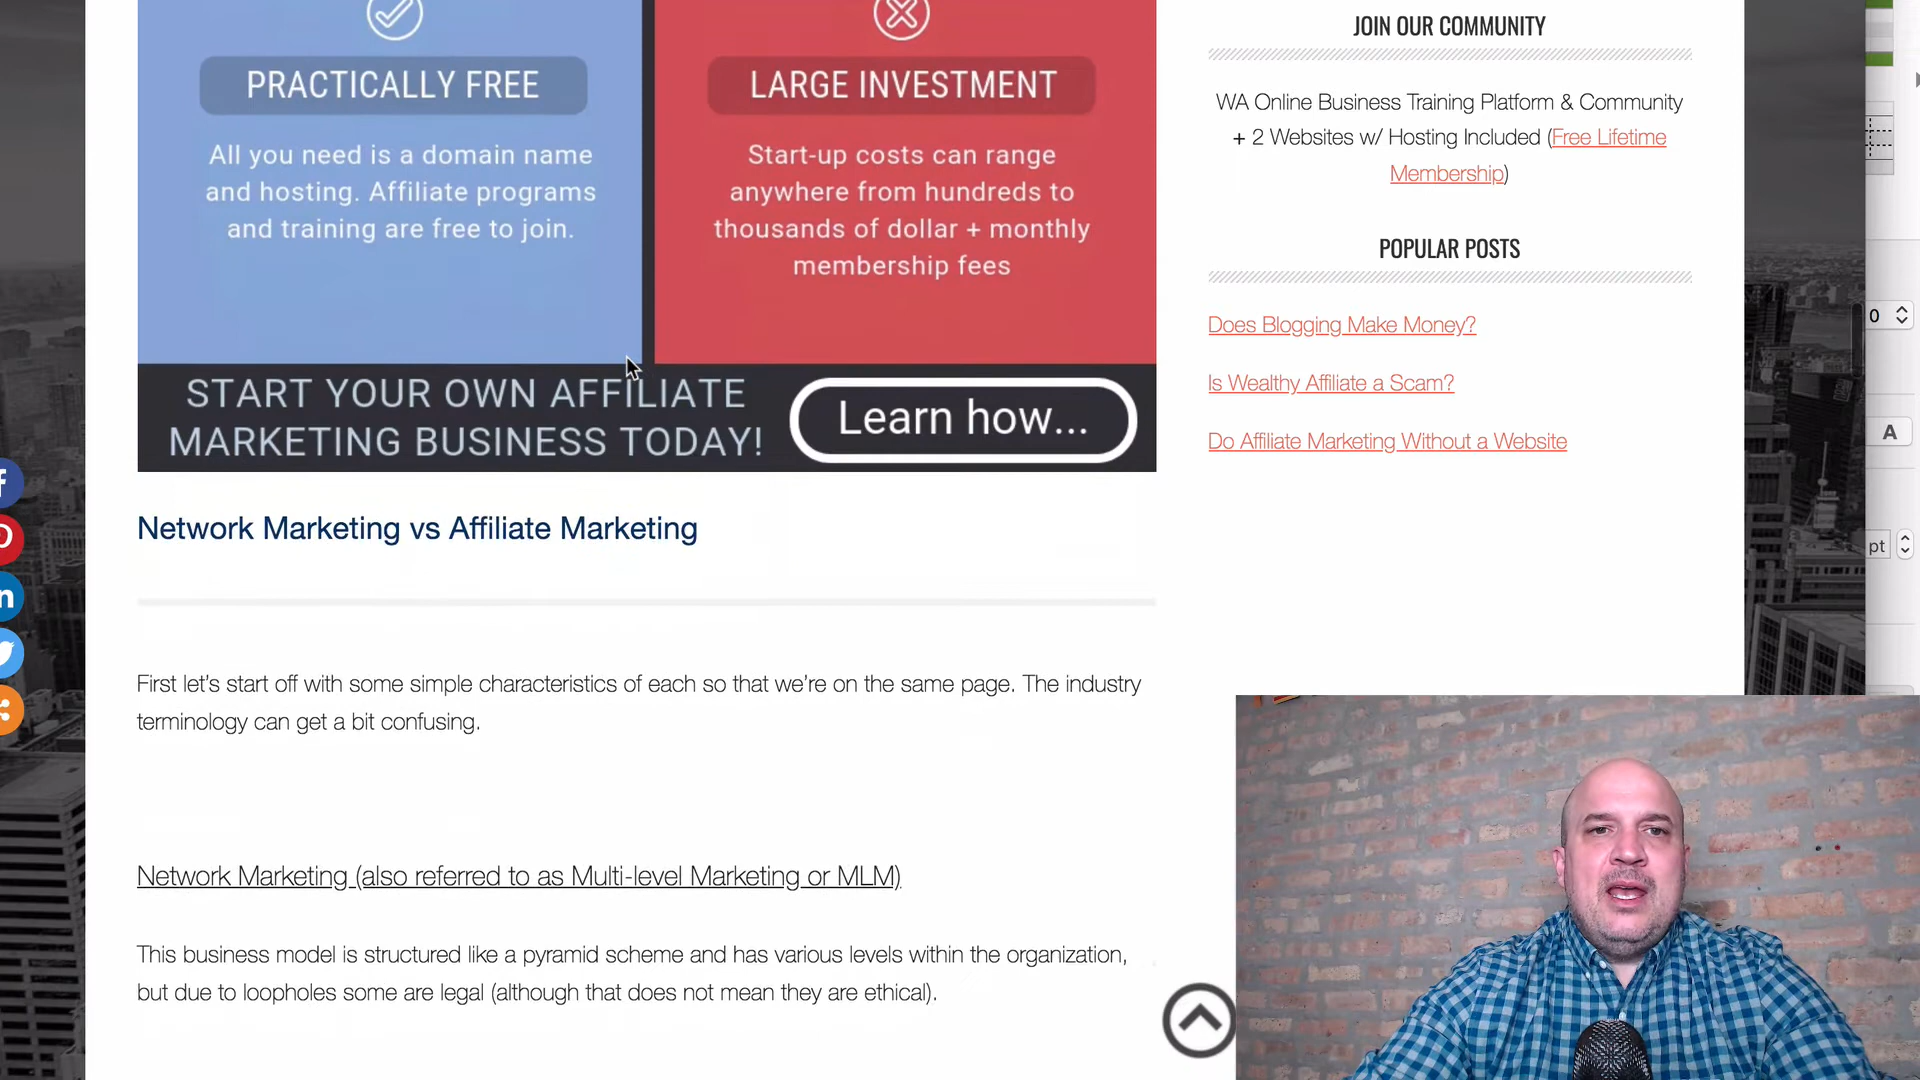 PRACTICALLY FREE
All you need is a domain name
and hosting. Affiliate programs
and training are free to join.
LARGE INVESTMENT
Start-up costs can range
anywhere from hundreds to
thousands of dollar + monthly
membership fees
START YOUR OWN AFFILIATE
MARKETING BUSINESS TODAY!
Learn how...
Network Marketing vs Affiliate Marketing
First let's start off with some simple characteristics of each so that we're on the same page. The industry
terminology can get a bit confusing.
Network Marketing (also referred to as Multi-level Marketing or MLM)
This business model is structured like a pyramid scheme and has various levels within the organization,
but due to loopholes some are legal (although that does not mean they are ethical).
JOIN OUR COMMUNITY
WA Online Business Training Platform & Community
+ 2 Websites w/ Hosting Included (Free Lifetime
Membership)
POPULAR POSTS
Does Blogging Make Money?
Is Wealthy Affiliate a Scam?
Do Affiliate Marketing Without a Website
0
A
pt